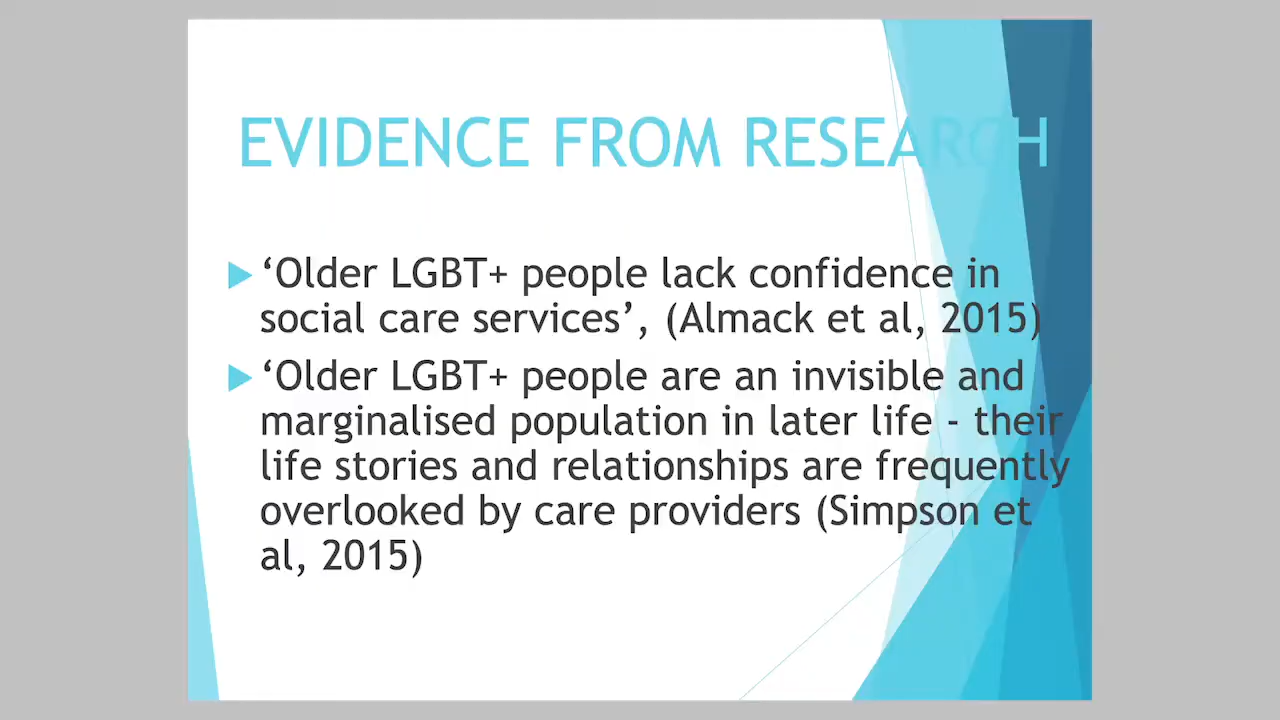 EVIDENCE FROM RESEARCH
‘Older LGBT+ people lack confidence in
social care services’, (Almack et al, 2015)
‘Older LGBT+ people are an invisible and
marginalised population in later life - their
life stories and relationships are frequently
overlooked by care providers (Simpson et
al, 2015)